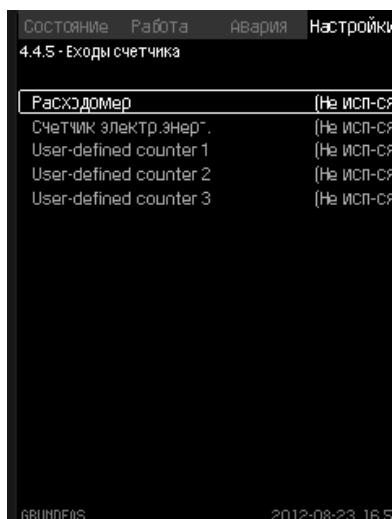 Состояние Работа Авария Настройки
4.4.5 - Входы счетчика
Расходомер (Не исп-ся
Счетчик электр.энерг. (Не исп-ся
User-defined counter 1 (Не исп-ся
User-defined counter 2 (Не исп-ся
User-defined counter 3 (Не исп-ся
GRUNDFOS 2012-08-23 16:5